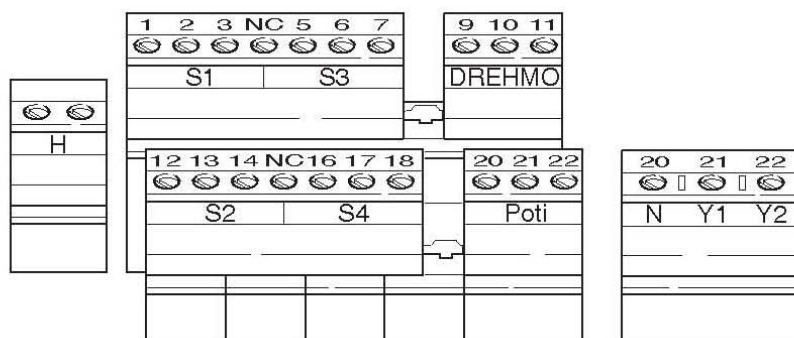 1 2 3 NC 5 6 7
9 10 11
S1 S3
DREHMO
H
12 13 14 NC 16 17 18
20 21 22
20 21 22
S2 S4
Poti
N Y1 Y2